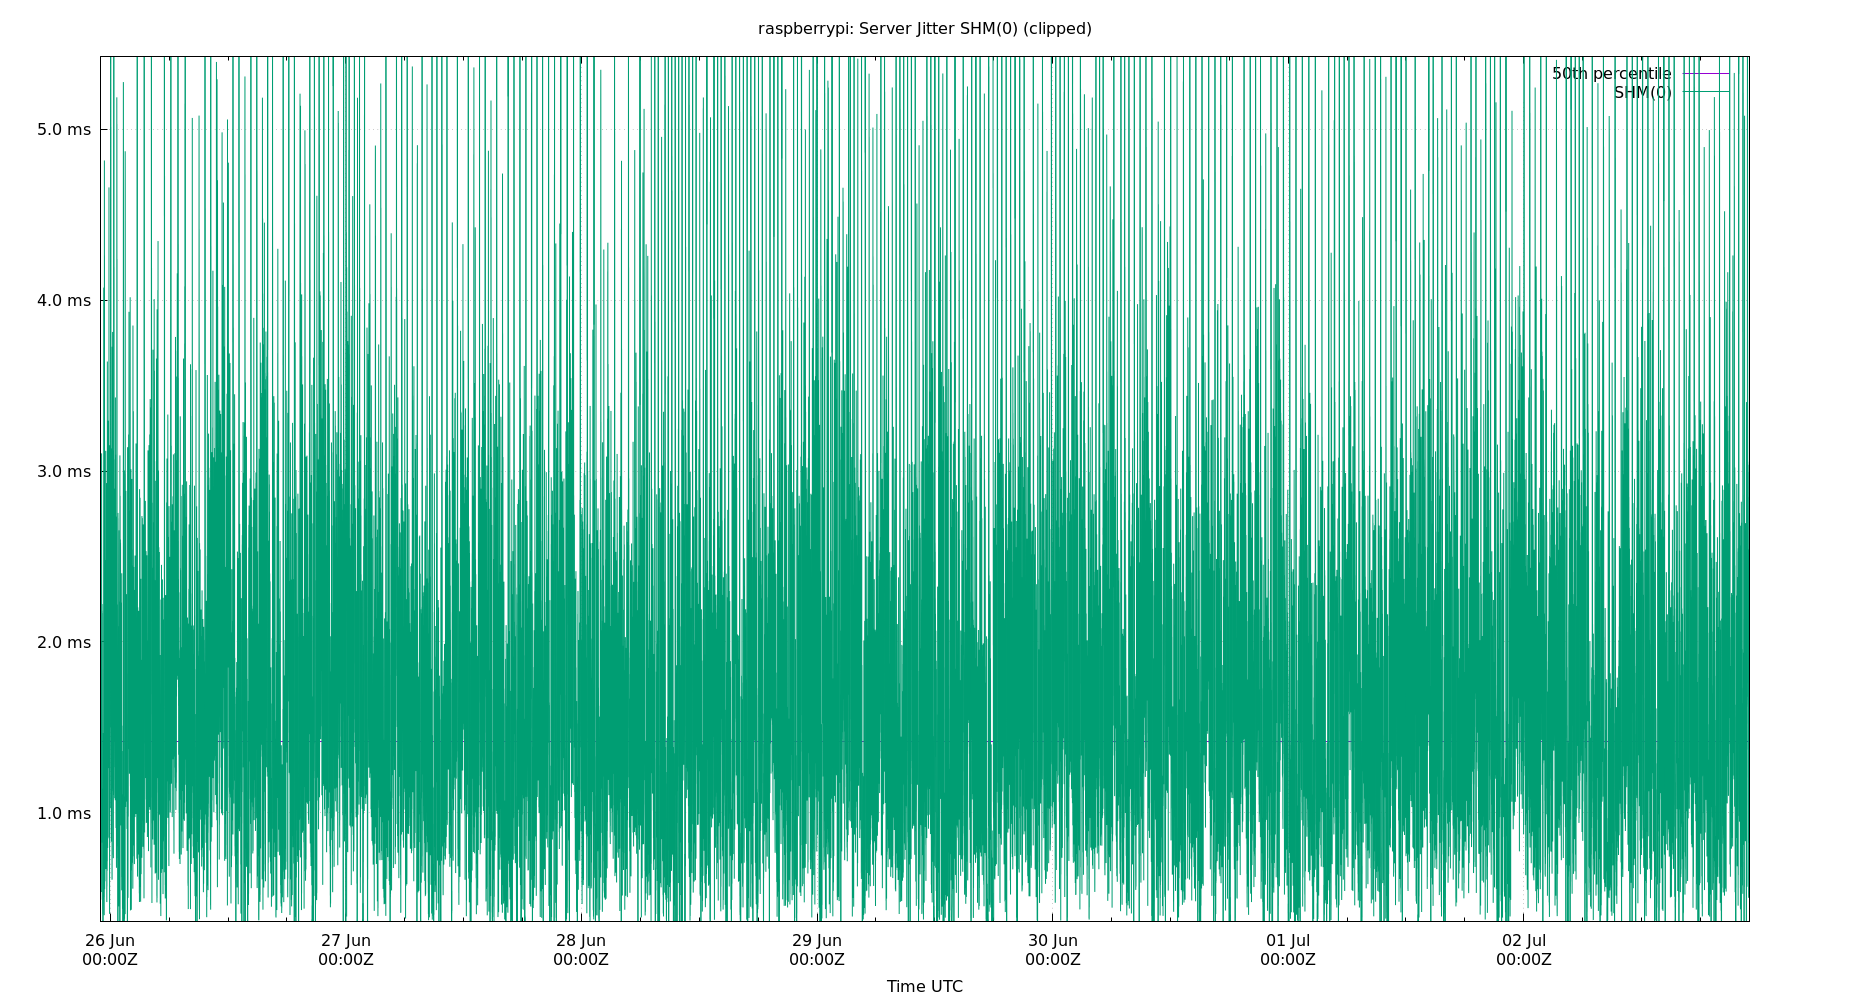 raspberrypi: Server Jitter SHM(0) (clipped)
50th percentile
SHM(0)
5.0 ms
4.0 ms
3.0 ms
2.0 ms
1.0 ms
26 Jun 27 Jun 28 Jun 29 Jun 30 Jun 01 Jul 02 Jul
00:00Z 00:00Z 00:00Z 00:00Z 00:00Z 00:00Z 00:00Z
Time UTC